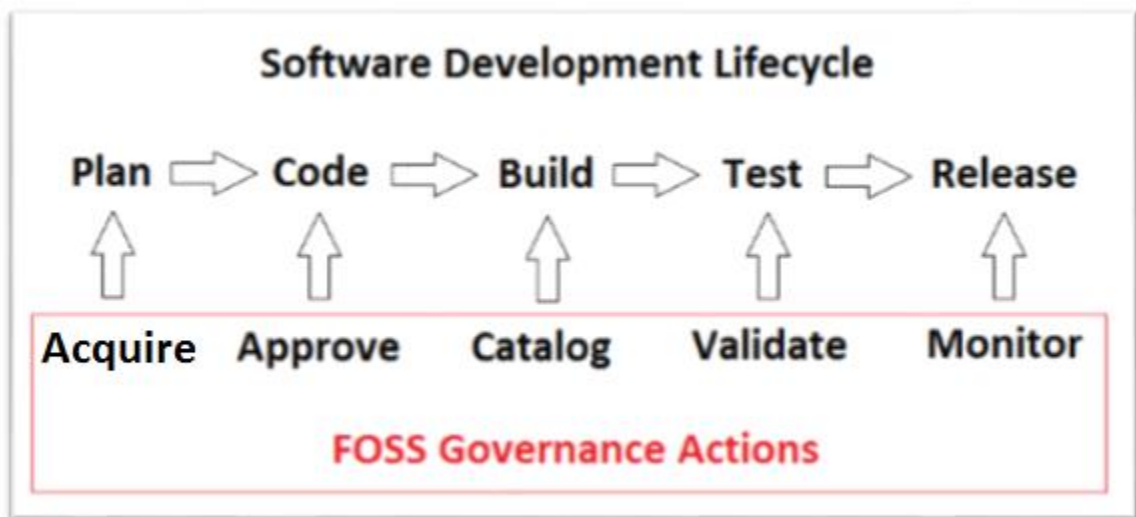 Software Development Lifecycle
Plan Code Build Test Release
Acquire Approve Catalog Validate Monitor
FOSS Governance Actions